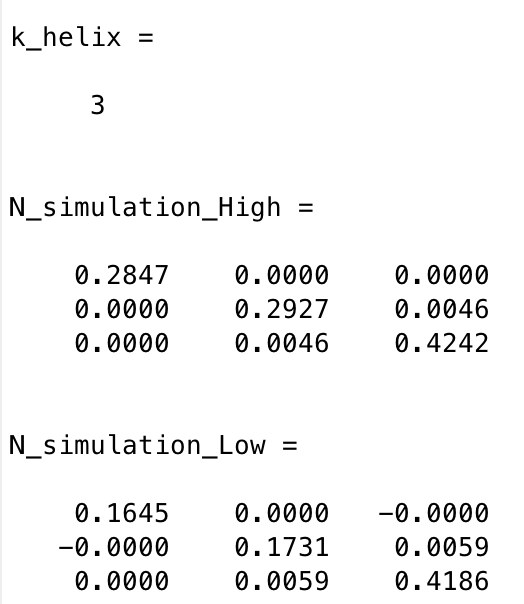 k_helix =
3
N_simulation_High =
0.2847 0.0000 0.0000
0.0000 0.2927 0.0046
0.0000 0.0046 0.4242
N_simulation_Low =
0.1645 0.0000 −0.0000
−0.0000 0.1731 0.0059
0.0000 0.0059 0.4186